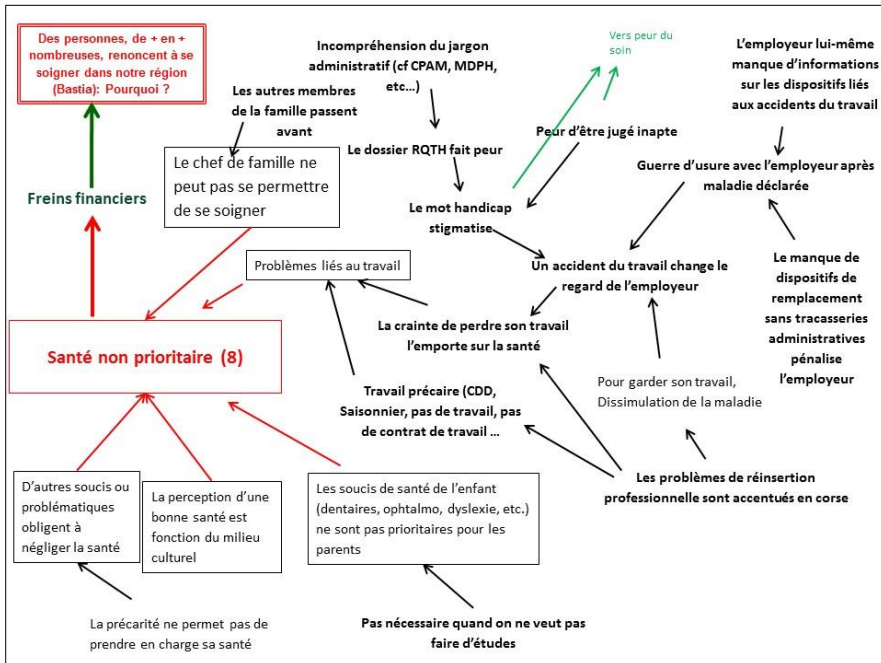 Des personnes, de + en +
nombreuses, renoncent à se
soigner dans notre région
(Bastia): Pourquoi ?
Incompréhension du jargon
administratif (cf CPAM, MDPH,
etc…)
Vers peur du
soin
L’employeur lui-même
manque d’informations
sur les dispositifs liés
aux accidents du travail
Les autres membres
de la famille passent
avant
Peur d’être jugé inapte
Le dossier RQTH fait peur
Le chef de famille ne
peut pas se permettre
de se soigner
Guerre d’usure avec l’employeur après
maladie déclarée
Freins financiers
Le mot handicap
stigmatise
Problèmes liés au travail
Un accident du travail change le
regard de l’employeur
Le manque de
dispositifs de
remplacement
sans tracasseries
administratives
pénalise
l’employeur
La crainte de perdre son travail
l’emporte sur la santé
Santé non prioritaire (8)
Travail précaire (CDD,
Saisonnier, pas de travail, pas
de contrat de travail …
Pour garder son travail,
Dissimulation de la maladie
Les problèmes de réinsertion
professionnelle sont accentués en corse
D’autres soucis ou
problématiques
obligent à
négliger la santé
La perception d’une
bonne santé est
fonction du milieu
culturel
Les soucis de santé de l’enfant
(dentaires, ophtalmo, dyslexie, etc.)
ne sont pas prioritaires pour les
parents
La précarité ne permet pas de
prendre en charge sa santé
Pas nécessaire quand on ne veut pas
faire d’études